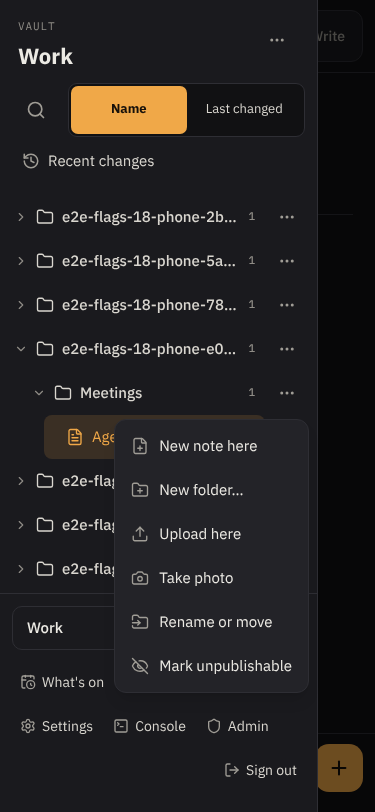 VAULT
Work
Write
Name Last changed
Recent changes
e2e-flags-18-phone-2b... 1
e2e-flags-18-phone-5a... 1
e2e-flags-18-phone-78... 1
e2e-flags-18-phone-e0... 1
Meetings 1
Age
New note here
New folder...
e2e-flag
Upload here
e2e-flag
Take photo
e2e-flag
Rename or move
Work
Mark unpublishable
What's on
Settings Console Admin
Sign out